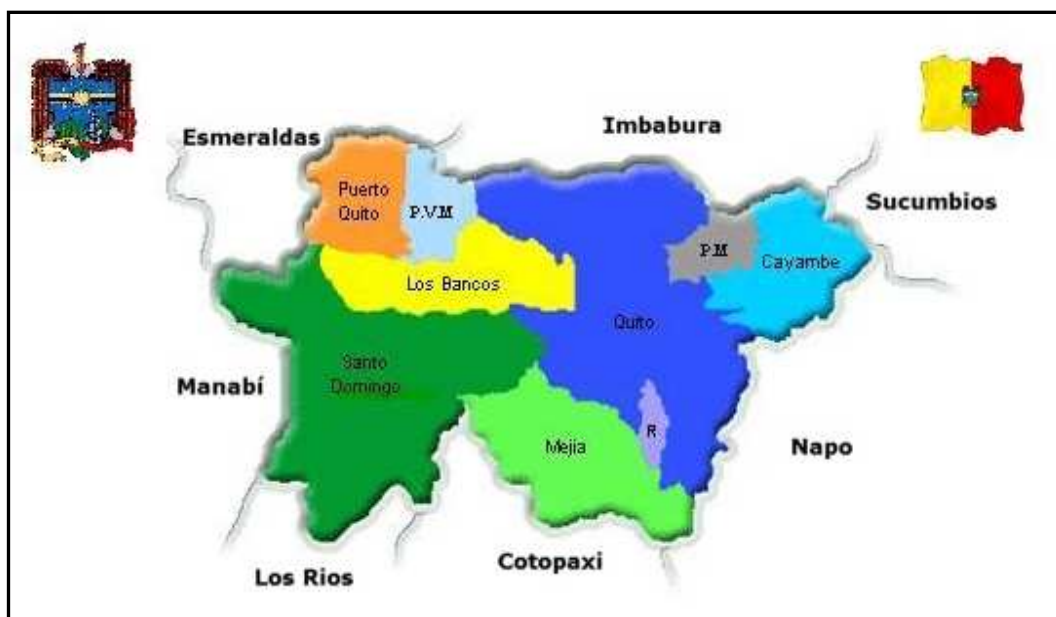 Esmeraldas
Imbabura
Sucumbios
Puerto
Quito
P.V.M
P.M
Cayambe
Los Bancos
Quito
Santo
Domingo
Manabí
Mejia
R
Napo
Cotopaxi
Los Rios